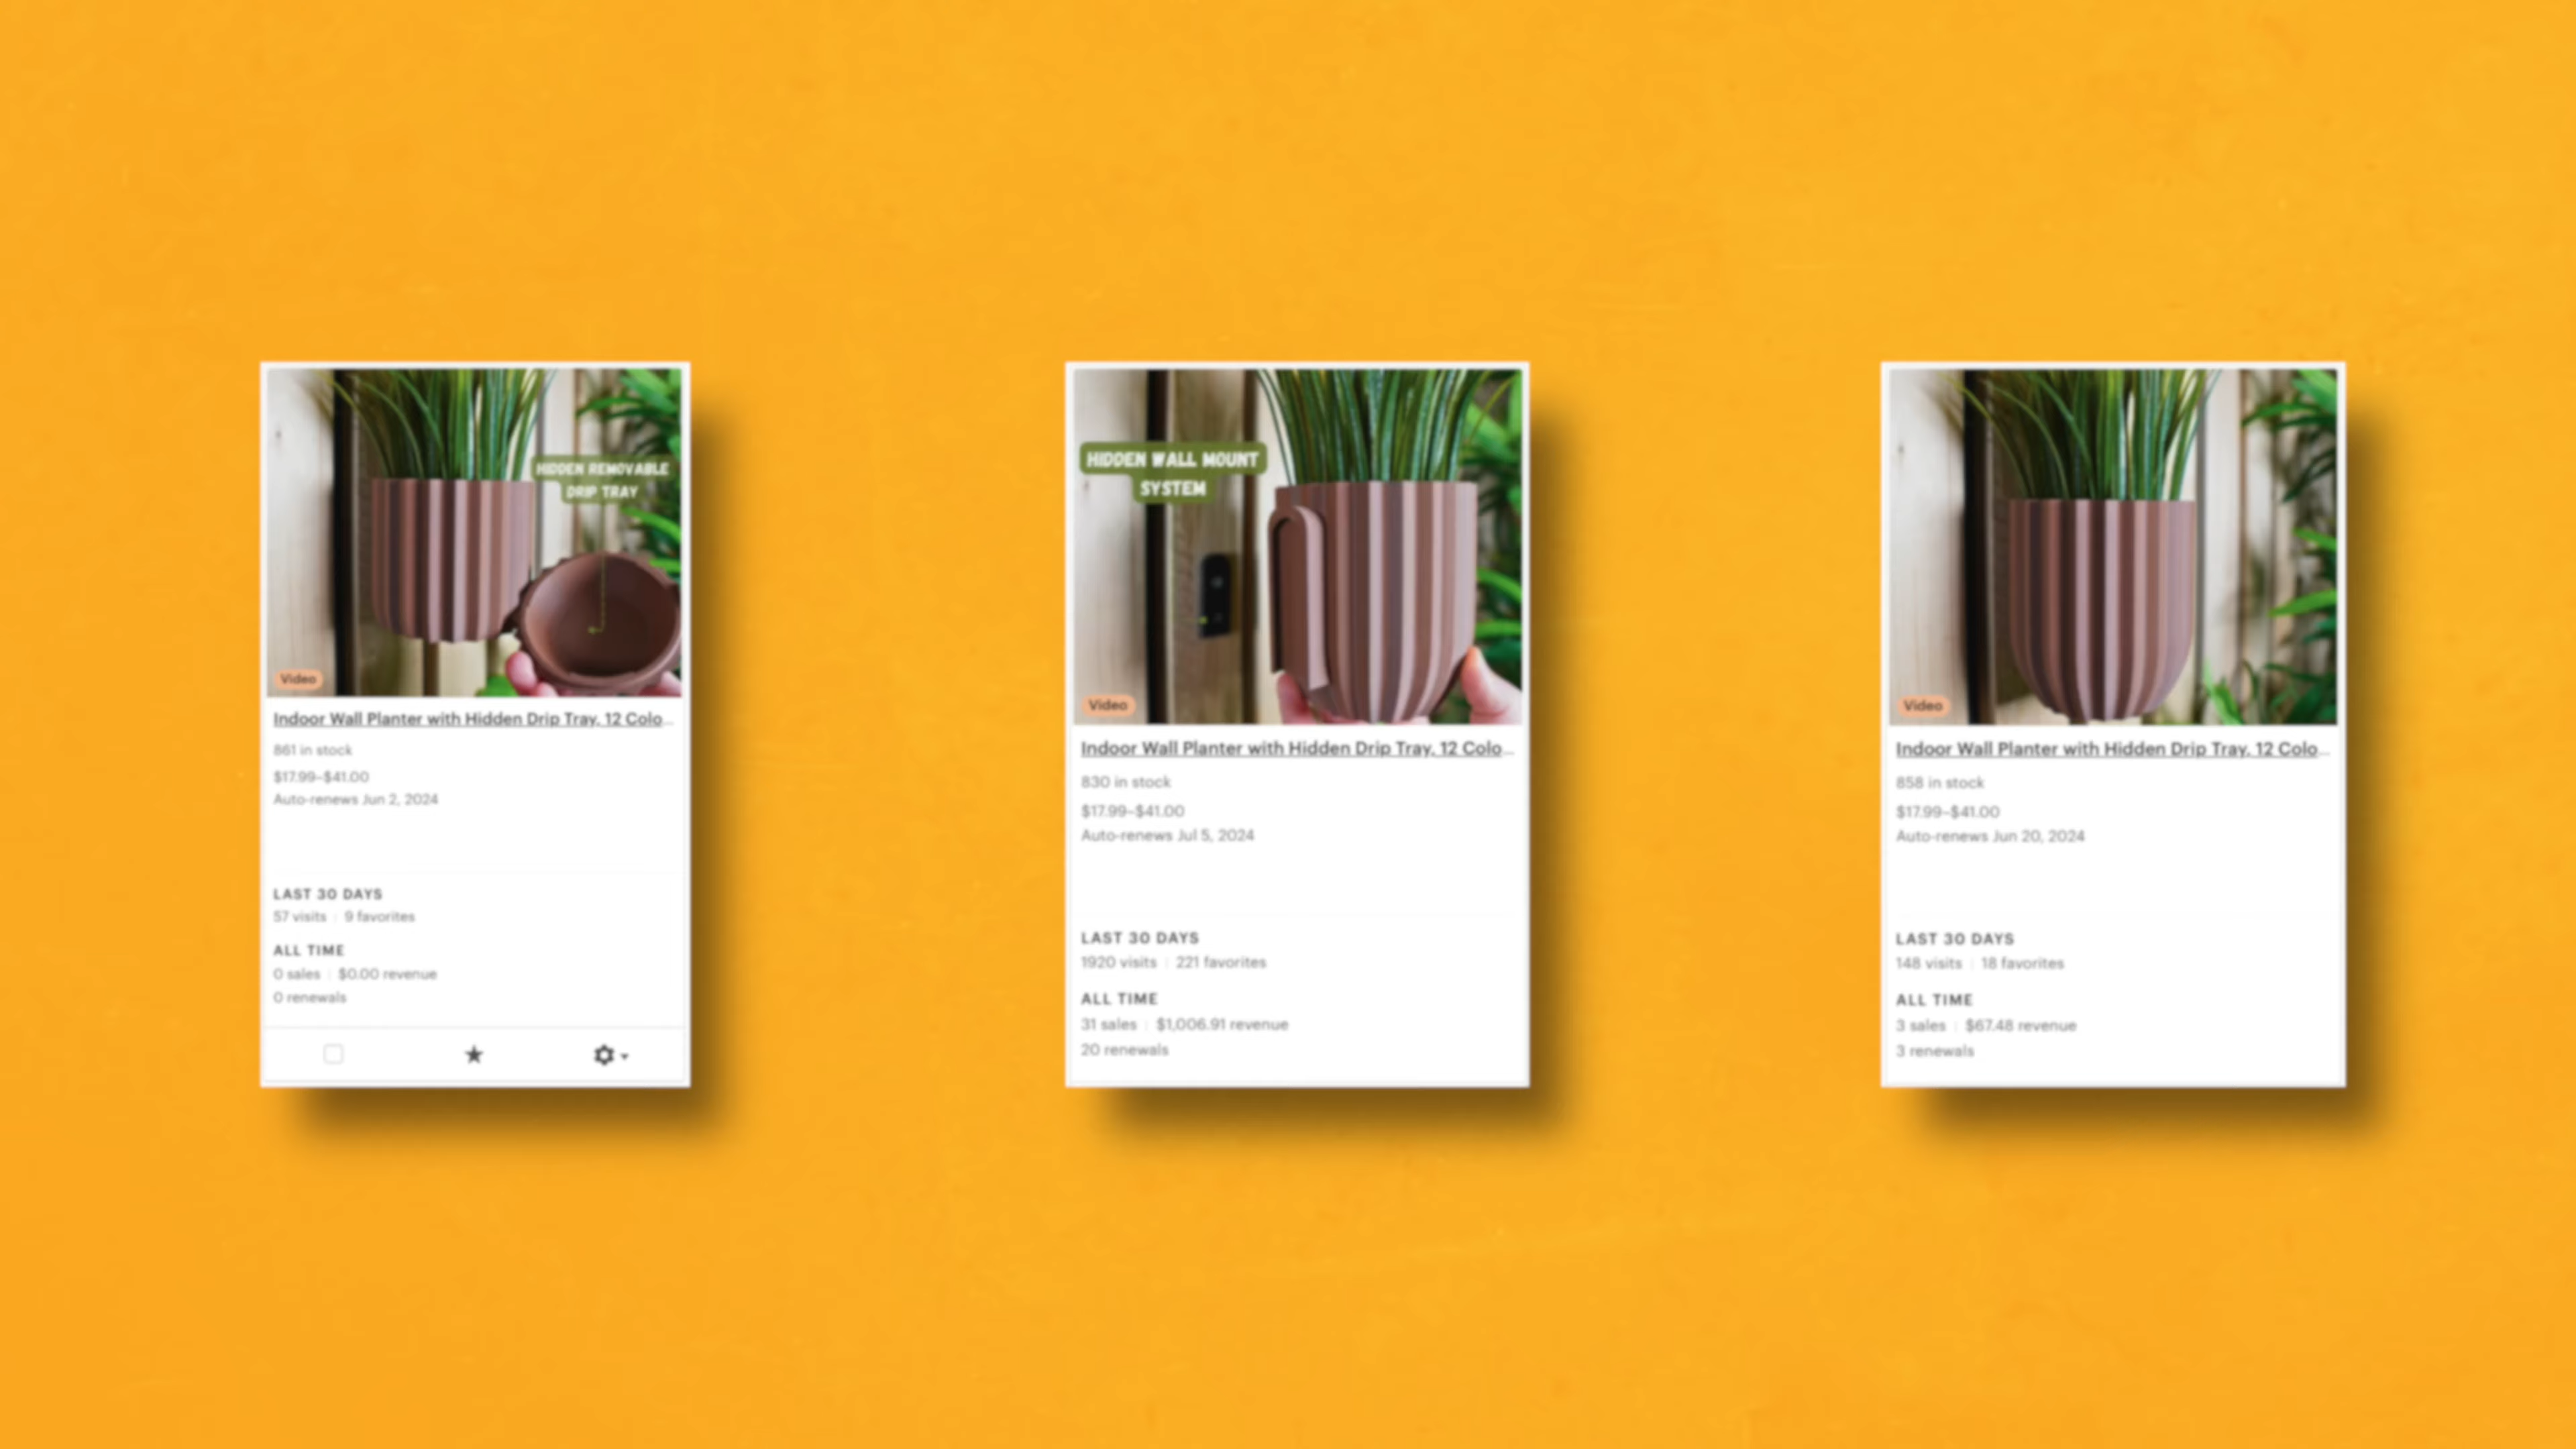 HIDDEN REMOVABLE
DRIP TRAY
Video
Indoor Wall Planter with Hidden Drip Tray, 12 Colo...
861 in stock
$17.99–$41.00
Auto-renews Jun 2, 2024
LAST 30 DAYS
57 visits | 9 favorites
ALL TIME
0 sales | $0.00 revenue
0 renewals
HIDDEN WALL MOUNT
SYSTEM
Video
Indoor Wall Planter with Hidden Drip Tray, 12 Colo...
830 in stock
$17.99–$41.00
Auto-renews Jul 5, 2024
LAST 30 DAYS
1920 visits | 221 favorites
ALL TIME
31 sales | $1,006.91 revenue
20 renewals
Video
Indoor Wall Planter with Hidden Drip Tray, 12 Colo...
858 in stock
$17.99–$41.00
Auto-renews Jun 20, 2024
LAST 30 DAYS
148 visits | 18 favorites
ALL TIME
3 sales | $67.48 revenue
3 renewals